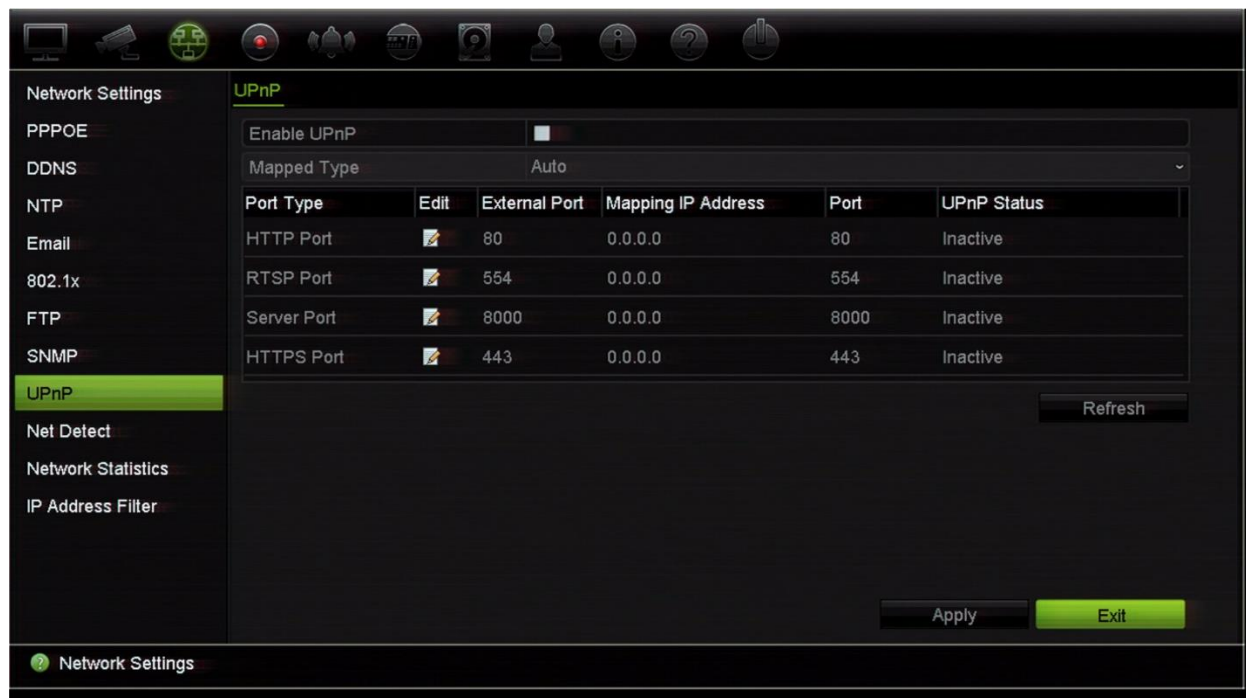 Network Settings
PPPOE
DDNS
NTP
Email
802.1x
FTP
SNMP
UPnP
Net Detect
Network Statistics
IP Address Filter
UPnP
Enable UPnP
Mapped Type Auto
Port Type Edit External Port Mapping IP Address Port UPnP Status
HTTP Port 80 0.0.0.0 80 Inactive
RTSP Port 554 0.0.0.0 554 Inactive
Server Port 8000 0.0.0.0 8000 Inactive
HTTPS Port 443 0.0.0.0 443 Inactive
Refresh
Apply Exit
Network Settings